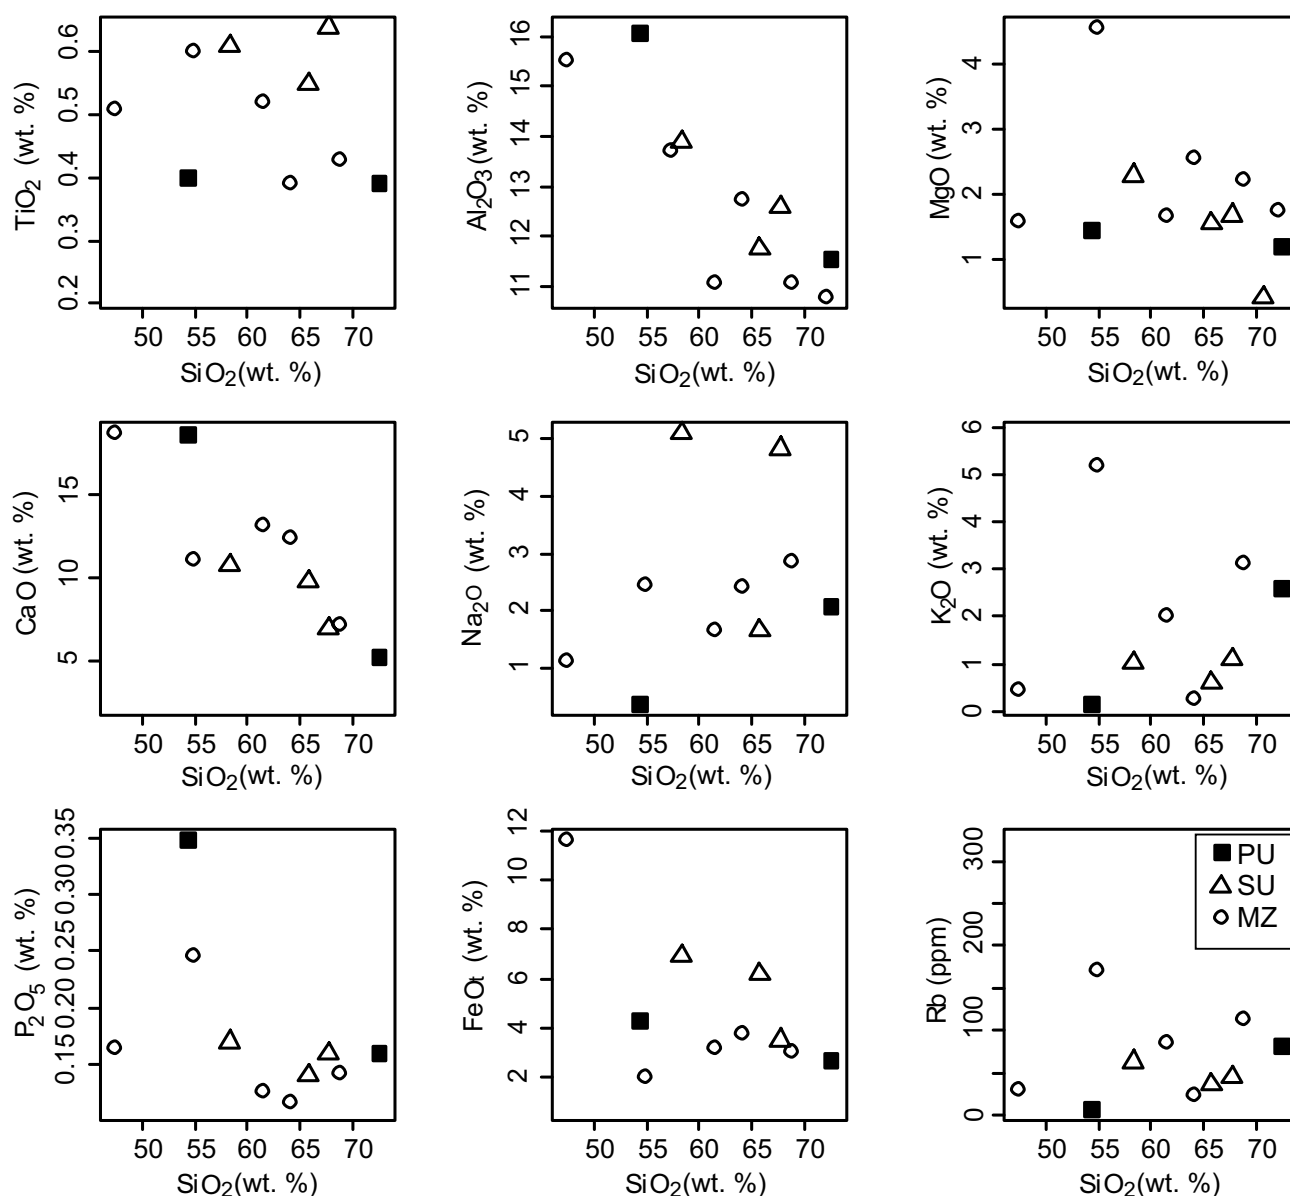 TiO2 (wt. %)
0.6
0.5
0.4
0.3
0.2
50 55 60 65 70
SiO2(wt. %)
Al2O3(wt. %)
16
15
14
13
12
11
50 55 60 65 70
SiO2(wt. %)
MgO (wt. %)
4
3
2
1
50 55 60 65 70
SiO2(wt. %)
CaO (wt. %)
15
10
5
50 55 60 65 70
SiO2(wt. %)
Na2O (wt. %)
5
4
3
2
1
50 55 60 65 70
SiO2(wt. %)
K2O (wt. %)
6
5
4
3
2
1
0
50 55 60 65 70
SiO2(wt. %)
P2O5 (wt. %)
0.35
0.30
0.25
0.20
0.15
50 55 60 65 70
SiO2(wt. %)
FeOt (wt. %)
12
10
8
6
4
2
50 55 60 65 70
SiO2(wt. %)
Rb (ppm)
300
200
100
0
PU
SU
MZ
50 55 60 65 70
SiO2(wt. %)